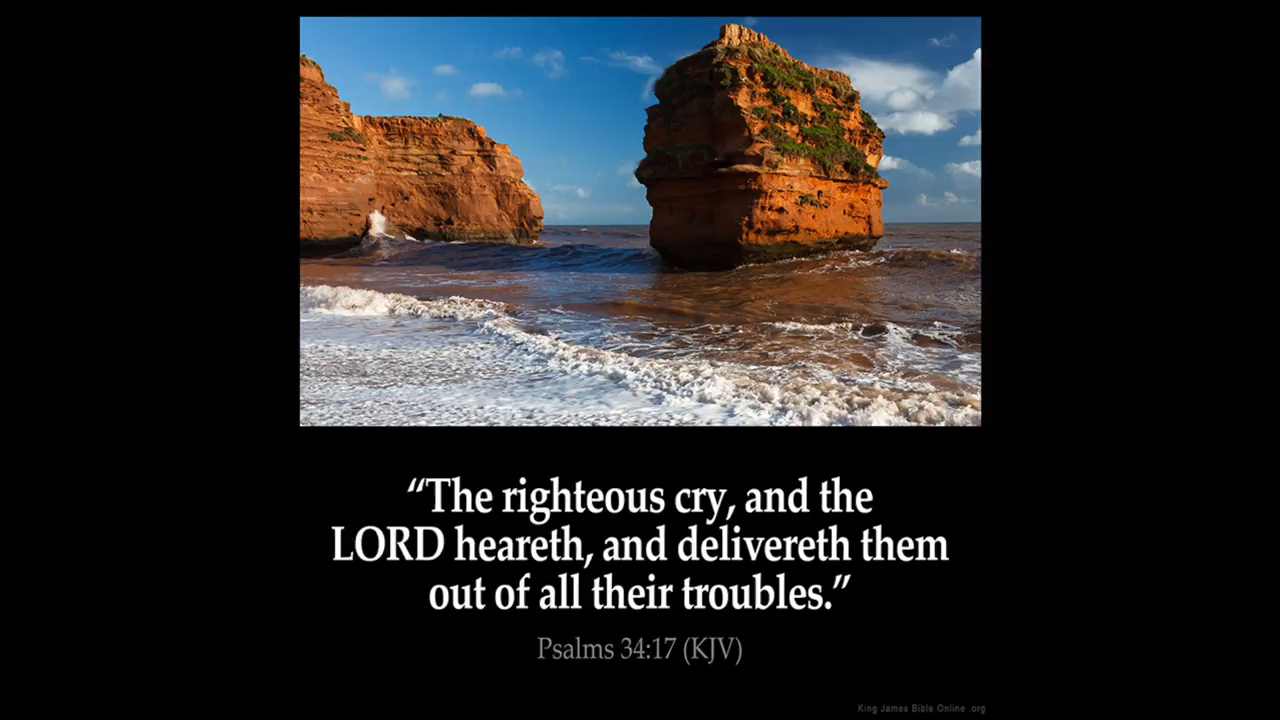 “The righteous cry, and the
LORD heareth, and delivereth them
out of all their troubles.”
Psalms 34:17 (KJV)
King James Bible Online .org